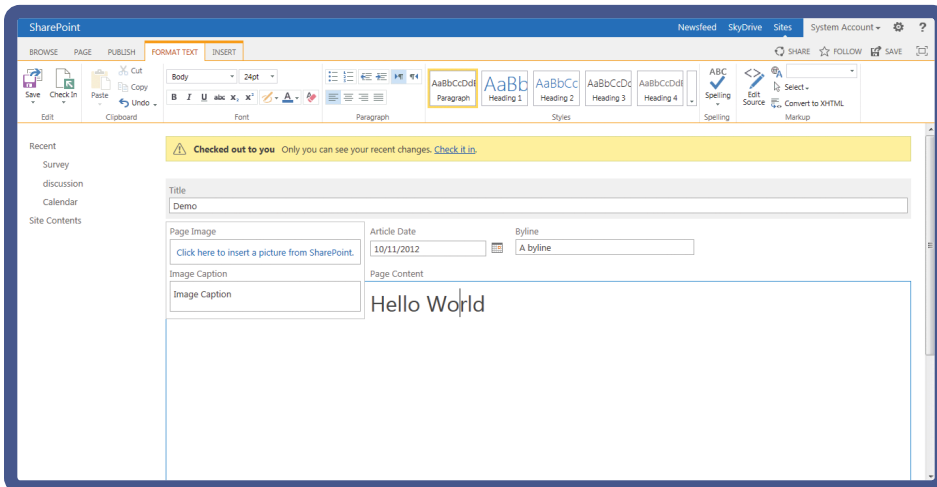 SharePoint Newsfeed SkyDrive Sites System Account ?
BROWSE PAGE PUBLISH FORMAT TEXT INSERT SHARE FOLLOW SAVE
Save Check In Paste Cut Copy Undo
Body 24pt
B I U abc x₂ x² A
AaBbCcDdI AaBb AaBbCc AaBbCcDc AaBbCcDdI
Paragraph Heading 1 Heading 2 Heading 3 Heading 4
ABC Spelling Edit Source Select Convert to XHTML
Edit Clipboard Font Paragraph Styles Spelling Markup
Recent
Survey
discussion
Calendar
Site Contents
Checked out to you Only you can see your recent changes. Check it in.
Title
Demo
Page Image Article Date Byline
Click here to insert a picture from SharePoint. 10/11/2012 A byline
Image Caption Page Content
Image Caption
Hello World